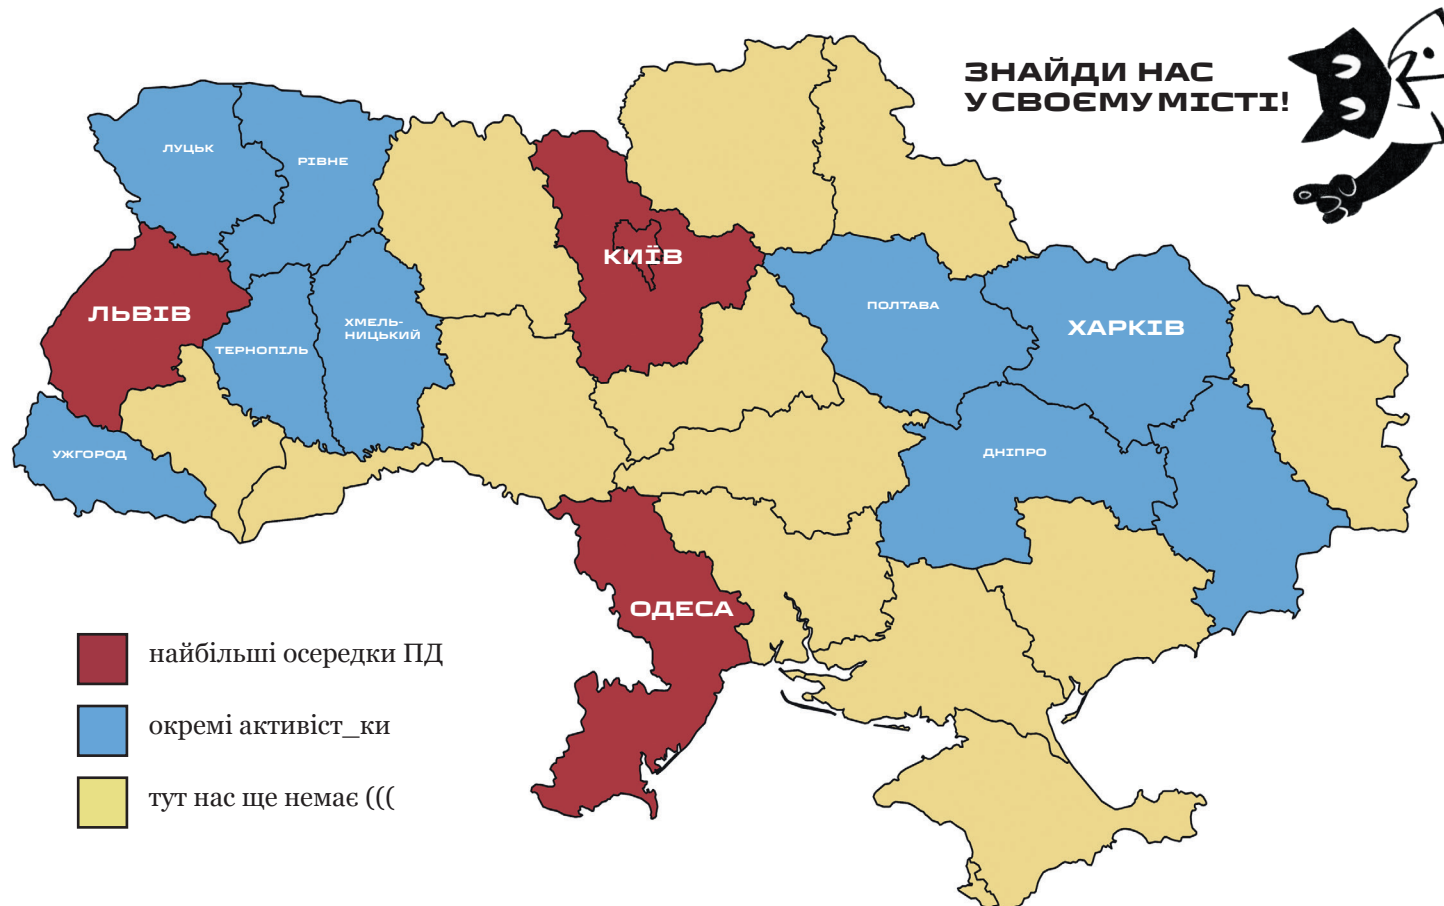 ЗНАЙДИ НАС
У СВОЄМУ МІСТІ!
ЛУЦЬК
РІВНЕ
КИЇВ
ЛЬВІВ
ХМЕЛЬ-
НИЦЬКИЙ
ТЕРНОПІЛЬ
ПОЛТАВА
ХАРКІВ
УЖГОРОД
ДНІПРО
ОДЕСА
найбільші осередки ПД
окремі активіст_ки
тут нас ще немає (((